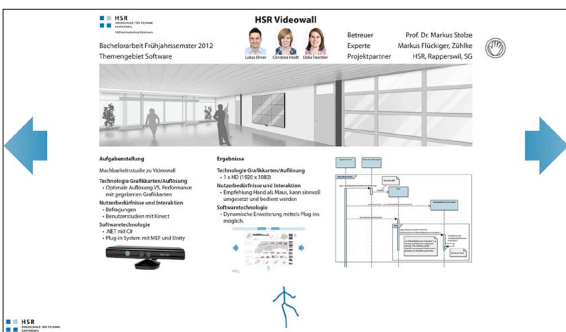 HSR
HOCHSCHULE FÜR TECHNIK
RAPPERSWIL
HSR Videowall
Bachelorarbeit Frühjahrssemster 2012
Themengebiet Software
Lukas Elmer
Christina Heidt
Delia Treichler
Betreuer Prof. Dr. Markus Stolze
Experte Markus Flückiger, Zühlke
Projektpartner HSR, Rapperswil, SG
Aufgabenstellung
Machbarkeitsstudie zu Videowall
Technologie Grafkkarten/Auflösung
• Optimale Auflösung VS. Performance
mit gegebenen Grafikkarten
Nutzerbedürfnisse und Interaktion
• Befragungen
• Benutzerstudien mit Kinect
Softwaretechnologie
• .NET mit C#
• Plug-in System mit MEF und Unity
Ergebnisse
Technologie Grafkkarten/Auflösung
• 1 x HD (1920 x 1080)
Nutzerbedürfnisse und Interaktion
• Empfehlung Hand als Maus, kann sinnvoll
umgesetzt und bedient werden
Softwaretechnologie
• Dynamische Erweiterung mittels Plug-ins
möglich.
HSR
HOCHSCHULE FÜR TECHNIK
RAPPERSWIL